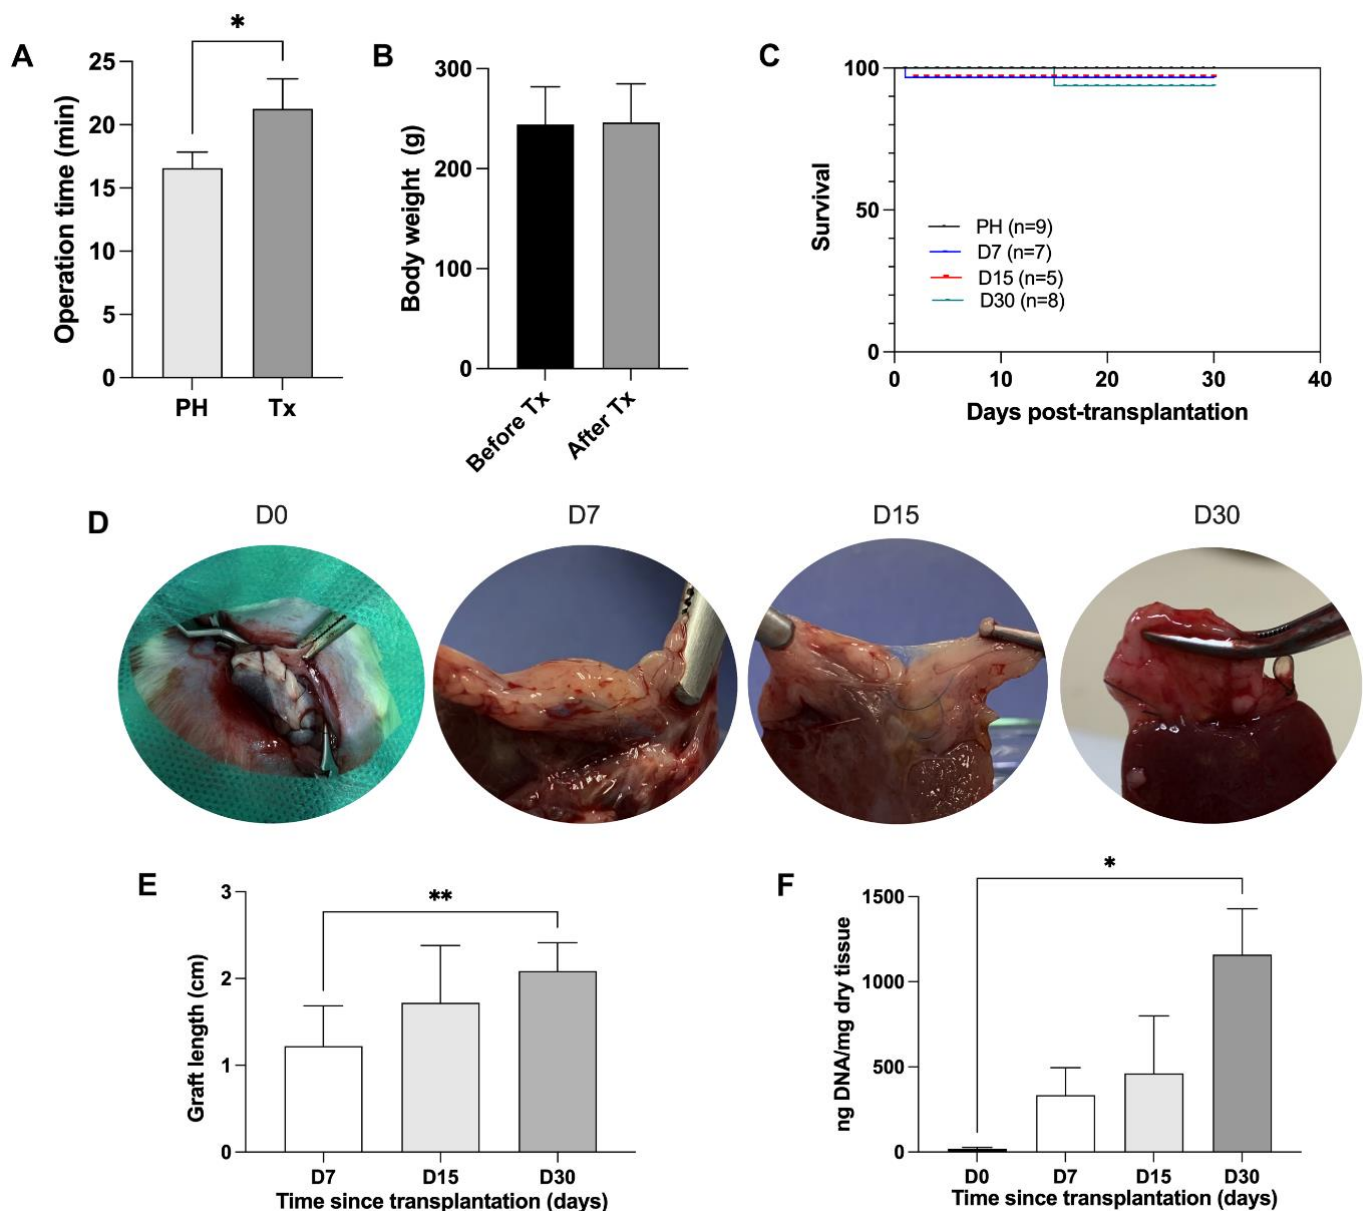 A
*
Operation time (min)
25
20
15
10
5
0
PH Tx
B
Body weight (g)
300
200
100
0
Before Tx
After Tx
C
Survival
100
50
0
PH (n=9)
D7 (n=7)
D15 (n=5)
D30 (n=8)
0 10 20 30 40
Days post-transplantation
D
D0 D7 D15 D30
E
**
Graft length (cm)
3
2
1
0
D7 D15 D30
Time since transplantation (days)
F
*
ng DNA/mg dry tissue
1500
1000
500
0
D0 D7 D15 D30
Time since transplantation (days)